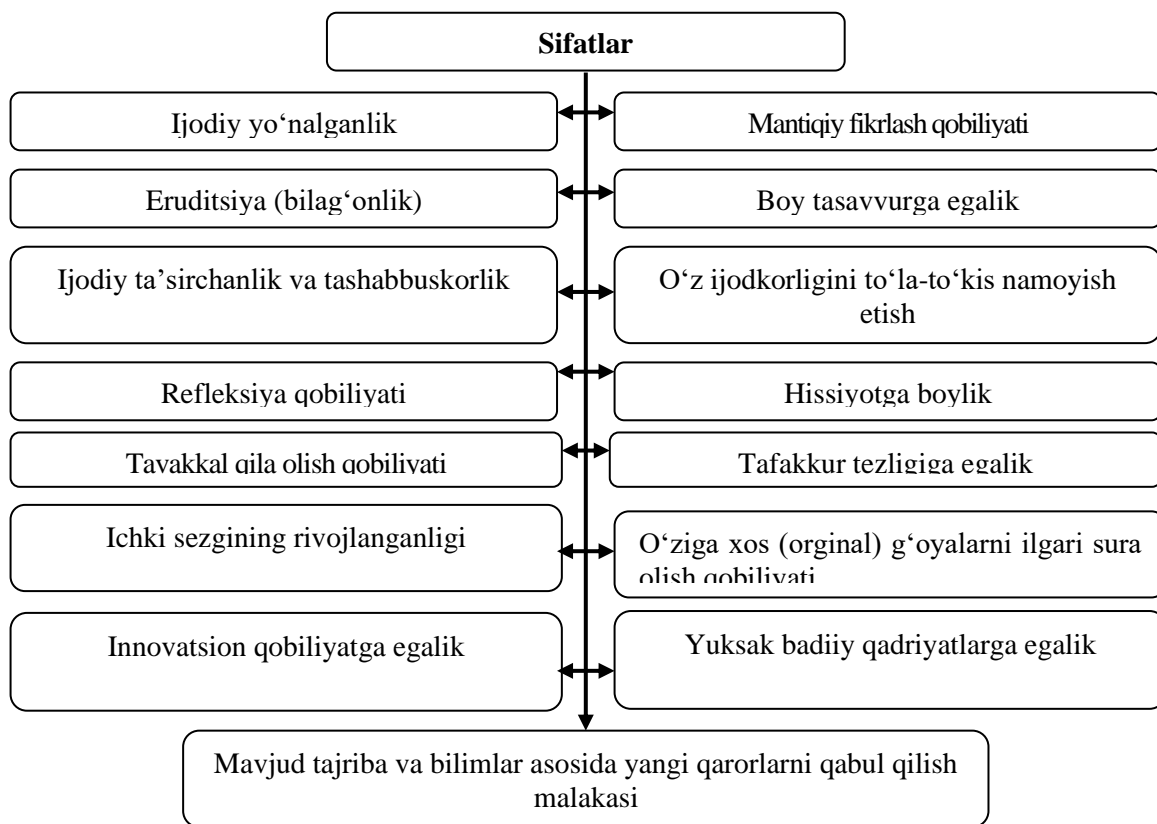 Sifatlar
Ijodiy yo‘nalganlik
Mantiqiy fikrlash qobiliyati
Eruditsiya (bilag‘onlik)
Boy tasavvurga egalik
Ijodiy ta’sirchanlik va tashabbuskorlik
O‘z ijodkorligini to‘la-to‘kis namoyish
etish
Refleksiya qobiliyati
Hissiyotga boylik
Tavakkal qila olish qobiliyati
Tafakkur tezligiga egalik
Ichki sezgining rivojlanganligi
O‘ziga xos (orginal) g‘oyalarni ilgari sura
olish qobiliyati
Innovatsion qobiliyatga egalik
Yuksak badiiy qadriyatlarga egalik
Mavjud tajriba va bilimlar asosida yangi qarorlarni qabul qilish
malakasi